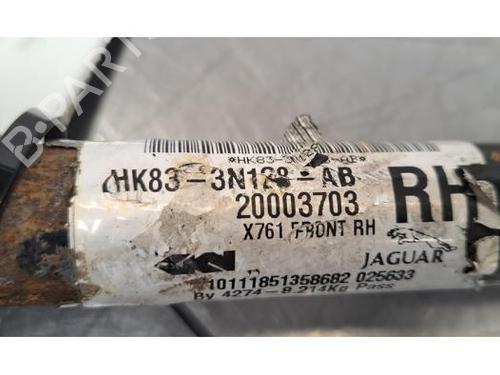 B-PARTS
*HK83-3N128-AB*
HK83-3N128-AB
RH
20003703
X761 FRONT RH
JAGUAR
10111851358682 025633
By 4274-8.214Kg Pass